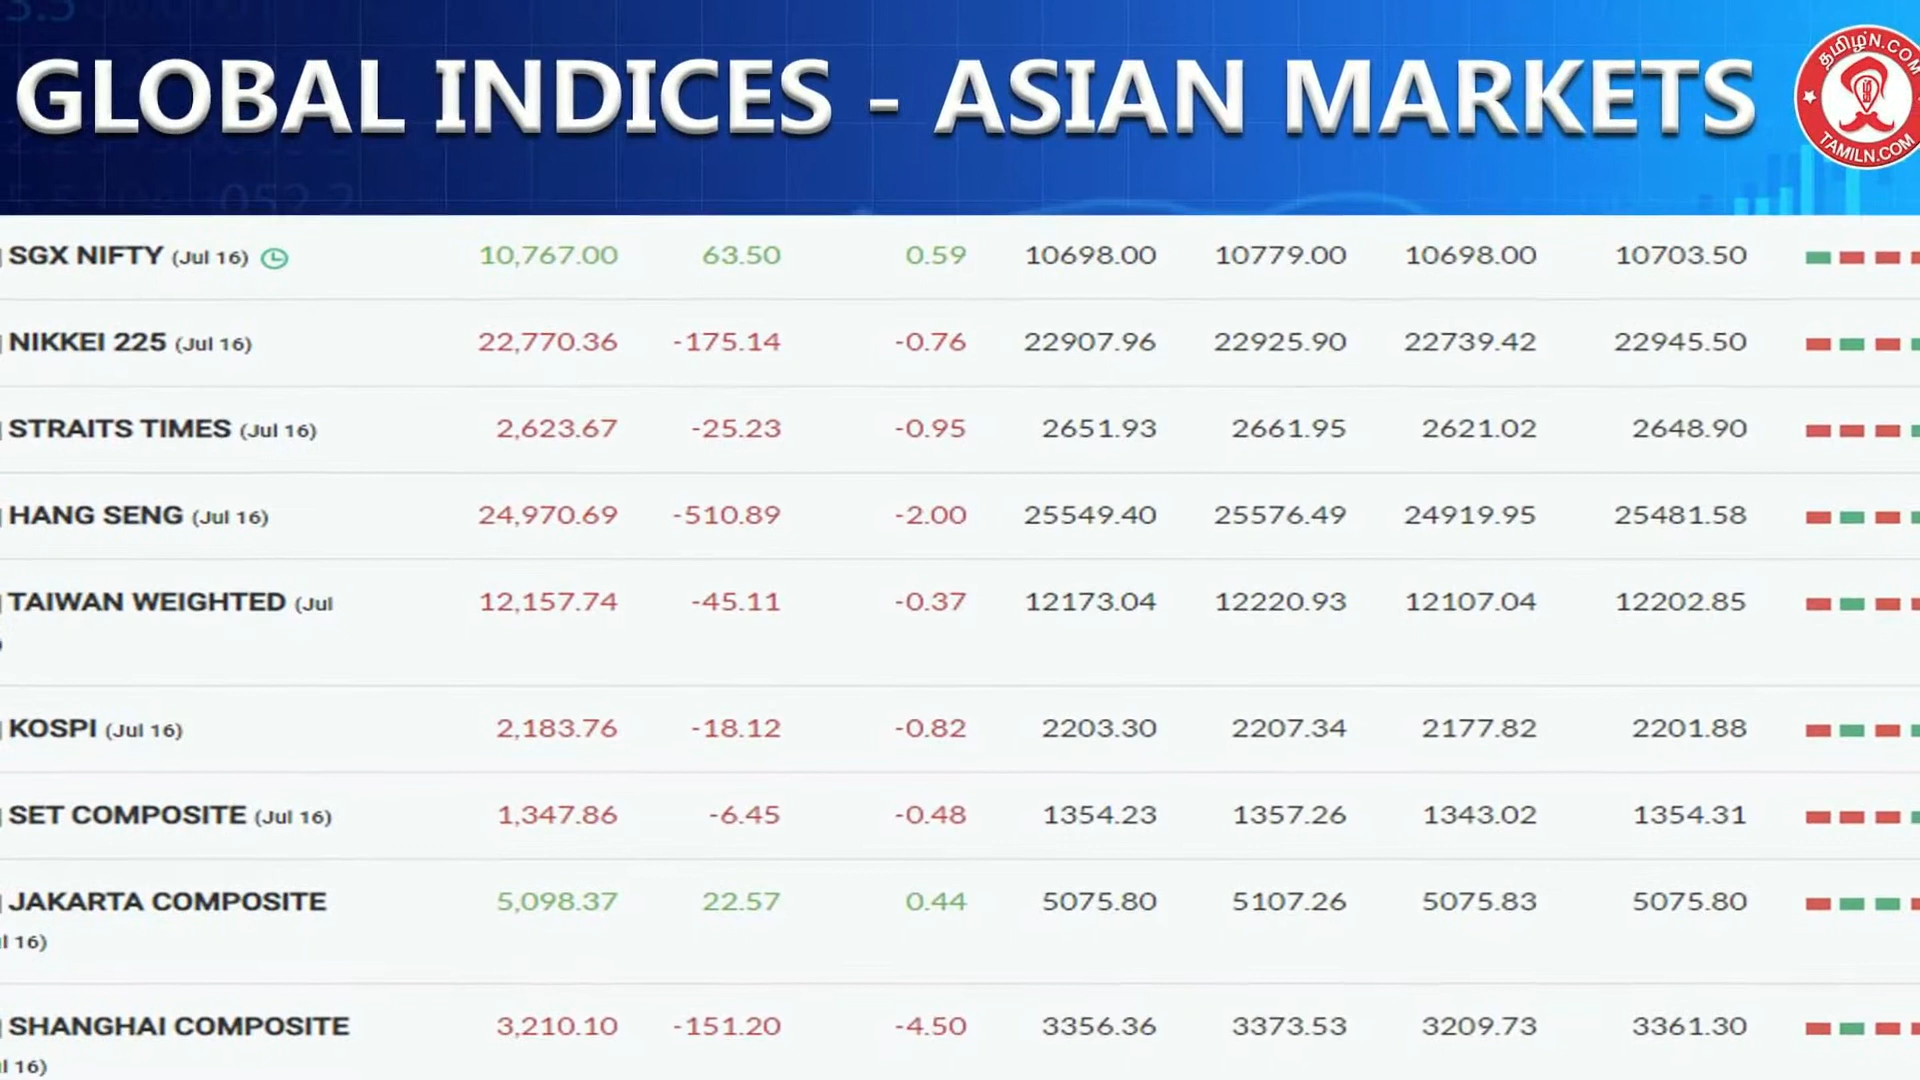 GLOBAL INDICES - ASIAN MARKETS
தமிழ்N.COM
TAMILN.COM
SGX NIFTY (Jul 16) 10,767.00 63.50 0.59 10698.00 10779.00 10698.00 10703.50
NIKKEI 225 (Jul 16) 22,770.36 -175.14 -0.76 22907.96 22925.90 22739.42 22945.50
STRAITS TIMES (Jul 16) 2,623.67 -25.23 -0.95 2651.93 2661.95 2621.02 2648.90
HANG SENG (Jul 16) 24,970.69 -510.89 -2.00 25549.40 25576.49 24919.95 25481.58
TAIWAN WEIGHTED (Jul 12,157.74 -45.11 -0.37 12173.04 12220.93 12107.04 12202.85
KOSPI (Jul 16) 2,183.76 -18.12 -0.82 2203.30 2207.34 2177.82 2201.88
SET COMPOSITE (Jul 16) 1,347.86 -6.45 -0.48 1354.23 1357.26 1343.02 1354.31
JAKARTA COMPOSITE 5,098.37 22.57 0.44 5075.80 5107.26 5075.83 5075.80
l 16)
SHANGHAI COMPOSITE 3,210.10 -151.20 -4.50 3356.36 3373.53 3209.73 3361.30
l 16)